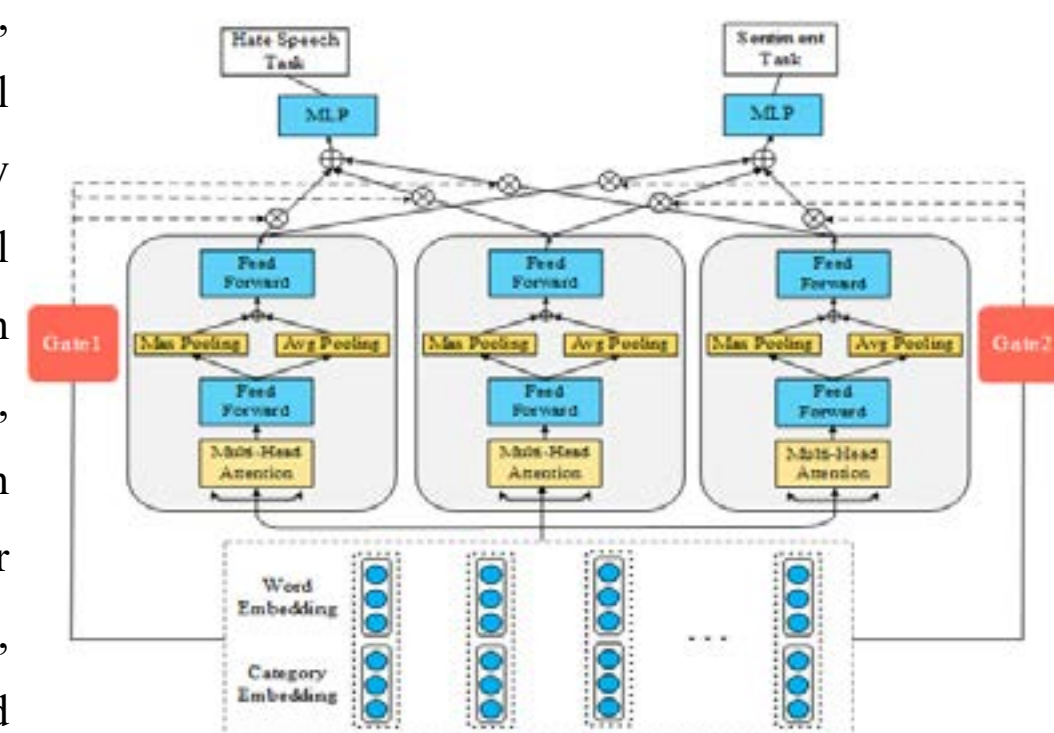 ,
l
y
l
n
,
n
r
,
d
Hate Speech
Task
Sentiment
Task
MLP
MLP
Feed
Forward
Feed
Forward
Feed
Forward
Gate1
Max Pooling
Avg Pooling
Max Pooling
Avg Pooling
Max Pooling
Avg Pooling
Gate2
Feed
Forward
Feed
Forward
Feed
Forward
Multi-Head
Attention
Multi-Head
Attention
Multi-Head
Attention
Word
Embedding
...
Category
Embedding